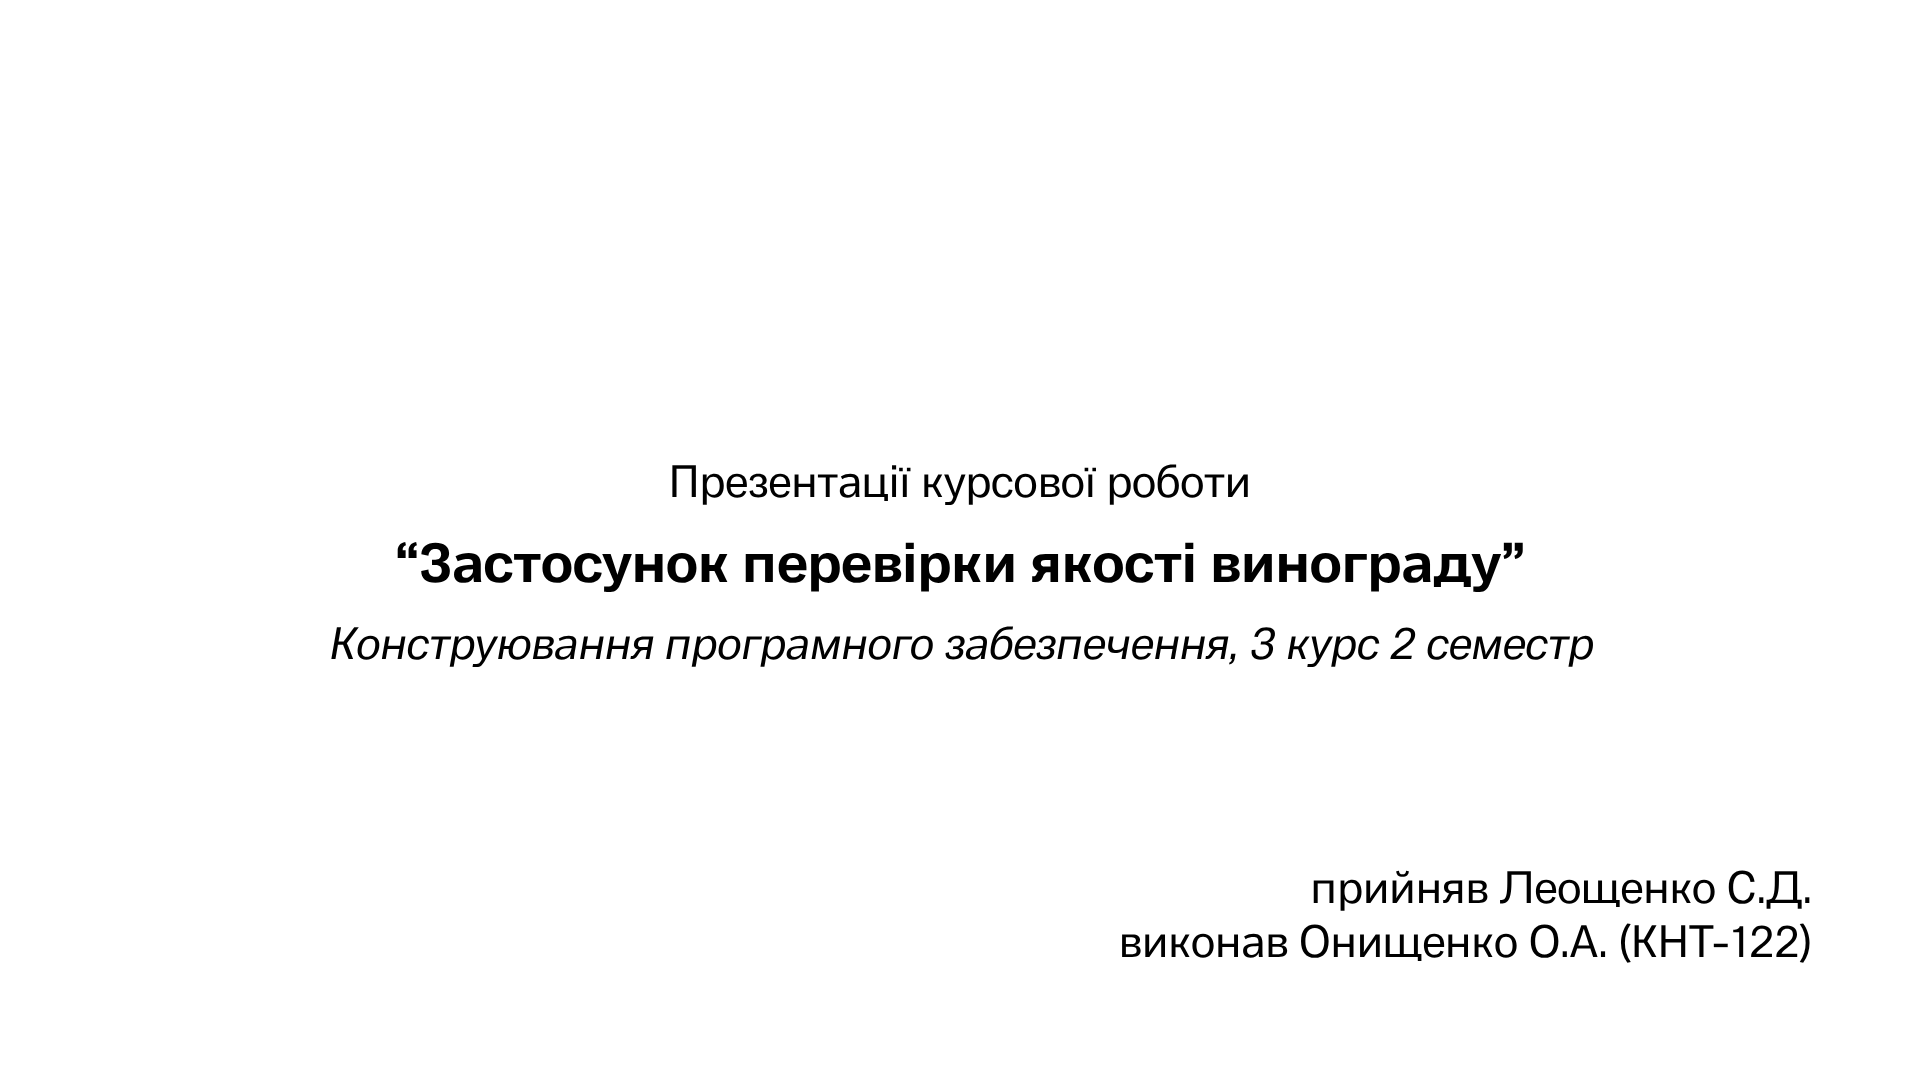 Презентації курсової роботи
“Застосунок перевірки якості винограду”
Конструювання програмного забезпечення, 3 курс 2 семестр
прийняв Леощенко С.Д.
виконав Онищенко О.А. (КНТ-122)